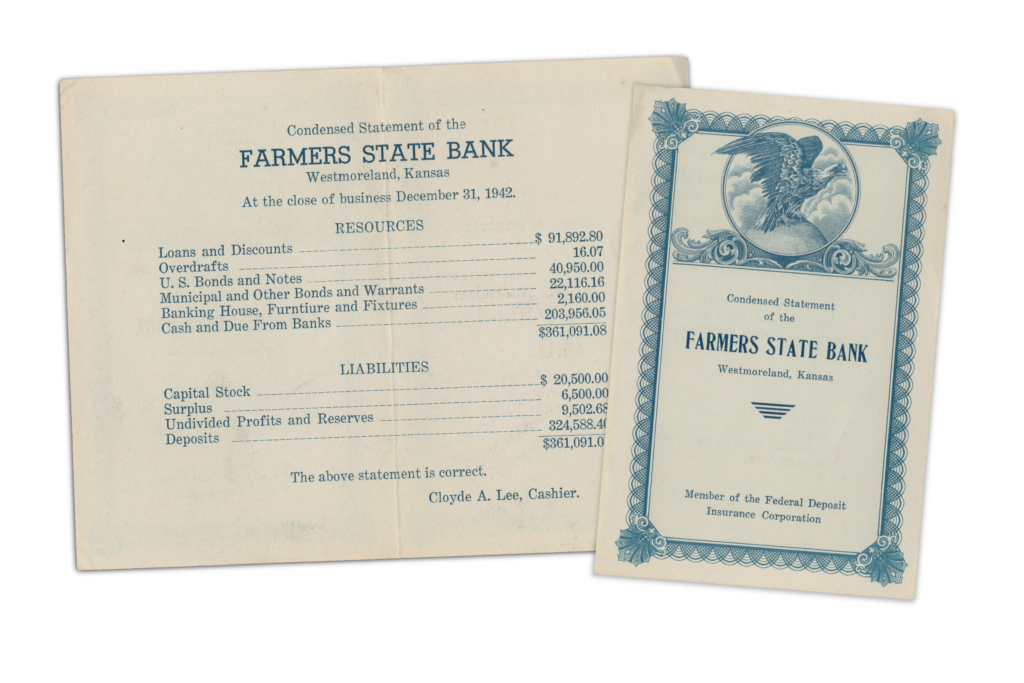 Condensed Statement of the
FARMERS STATE BANK
Westmoreland, Kansas
At the close of business December 31, 1942.
RESOURCES
Loans and Discounts $ 91,892.80
Overdrafts 16.07
U. S. Bonds and Notes 40,950.00
Municipal and Other Bonds and Warrants 22,116.16
Banking House, Furntiure and Fixtures 2,160.00
Cash and Due From Banks 203,956.05
$361,091.08
LIABILITIES
Capital Stock $ 20,500.00
Surplus 6,500.00
Undivided Profits and Reserves 9,502.68
Deposits 324,588.40
$361,091.0
The above statement is correct.
Cloyde A. Lee, Cashier.
Condensed Statement
of the
FARMERS STATE BANK
Westmoreland, Kansas
Member of the Federal Deposit
Insurance Corporation